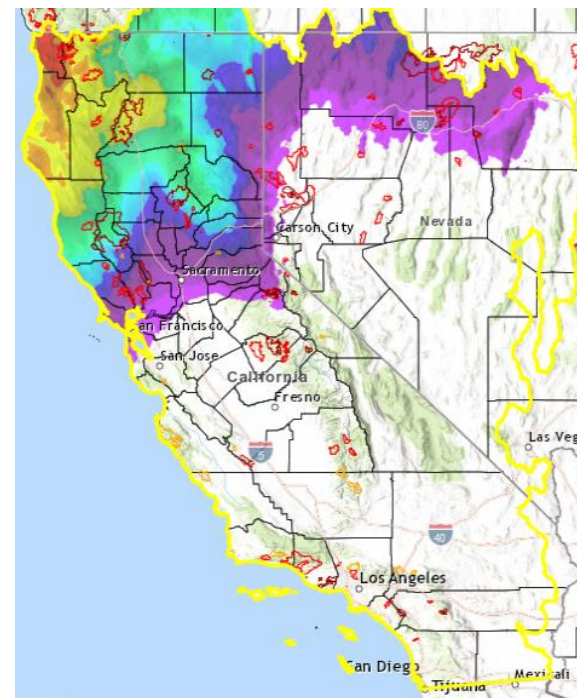 80
Nevada
Carson City
Sacramento
an Francisco
San Jose
California
Fresno
5
Las Veg
40
Los Angeles
San Diego
Tijuana
Mexicali